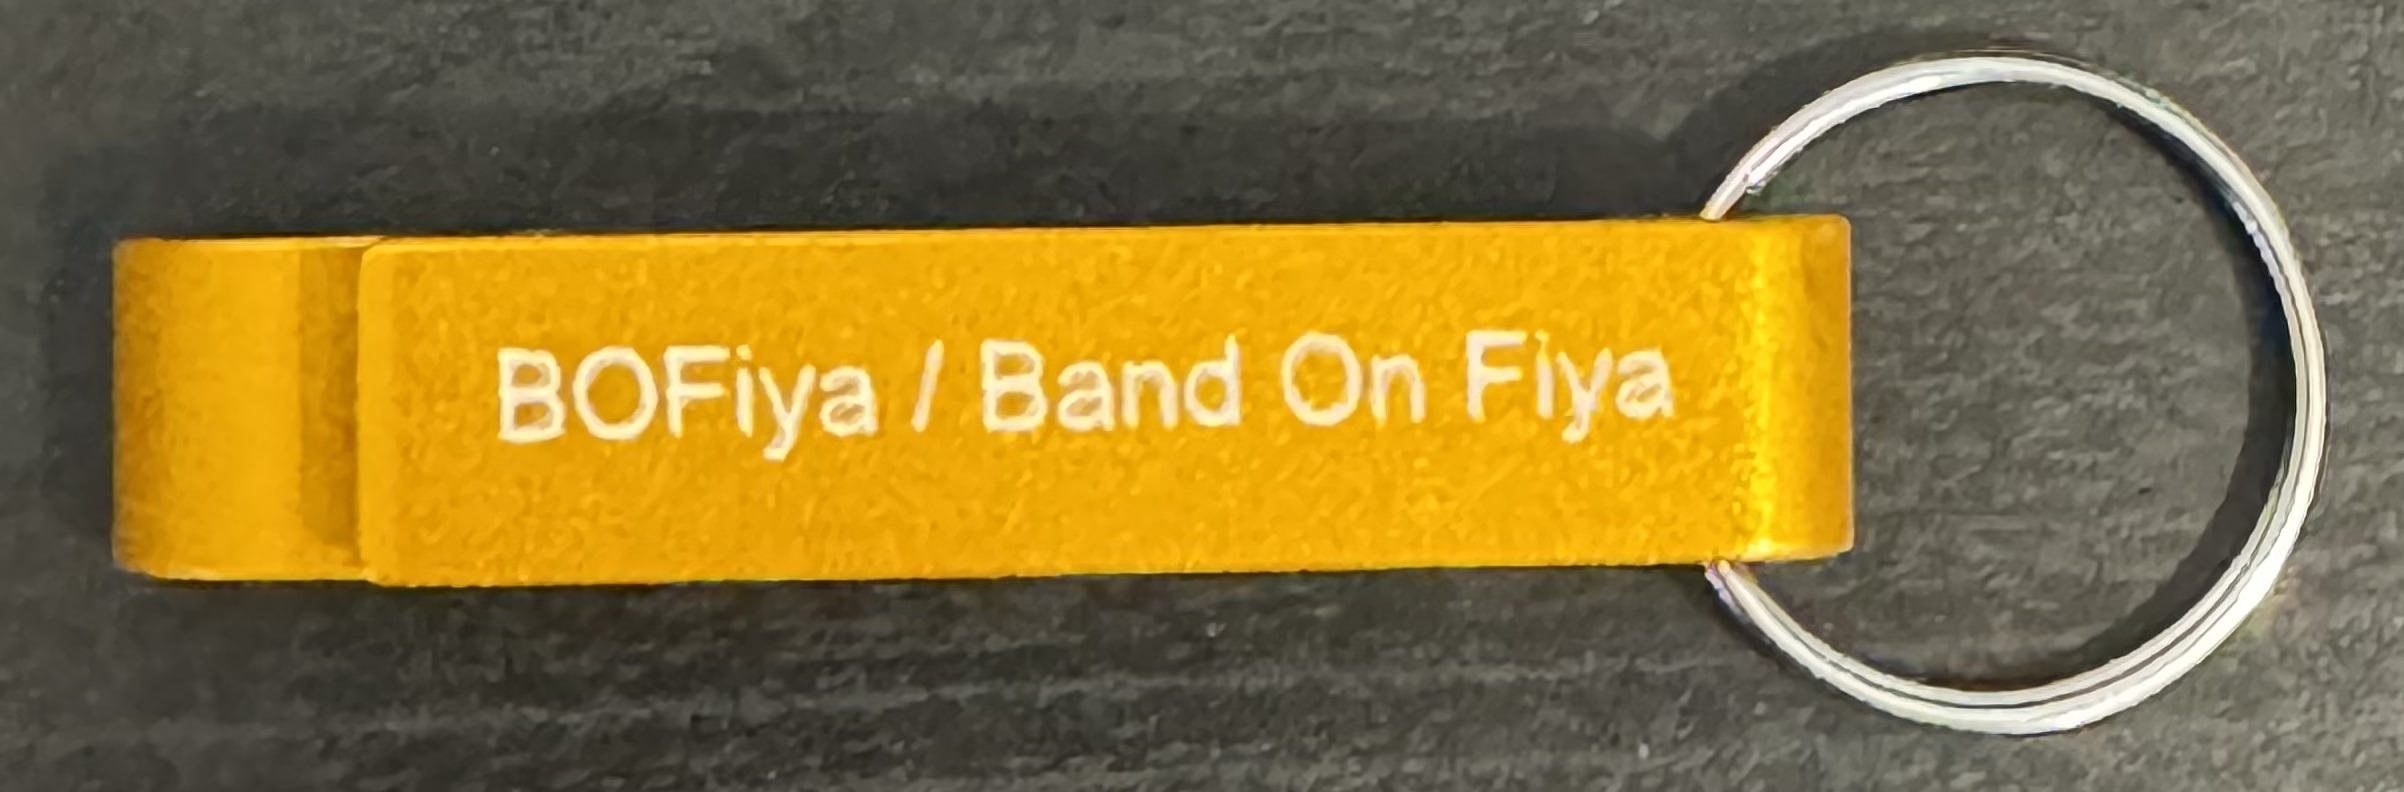 BOFiya / Band On Fiya